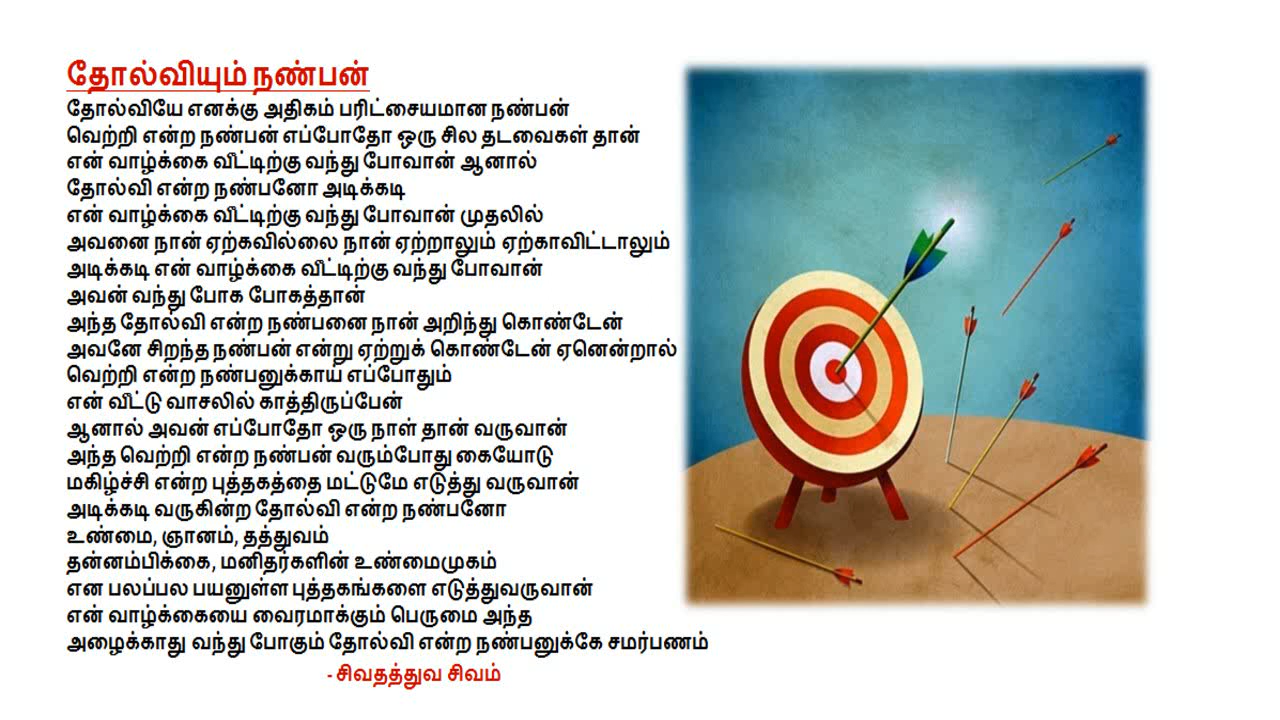 தோல்வியும் நண்பன்
தோல்வியே எனக்கு அதிகம் பரிட்சையமான நண்பன்
வெற்றி என்ற நண்பன் எப்போதோ ஒரு சில தடவைகள் தான்
என் வாழ்க்கை வீட்டிற்கு வந்து போவான் ஆனால்
தோல்வி என்ற நண்பனோ அடிக்கடி
என் வாழ்க்கை வீட்டிற்கு வந்து போவான் முதலில்
அவனை நான் ஏற்கவில்லை நான் ஏற்றாலும் ஏற்காவிட்டாலும்
அடிக்கடி என் வாழ்க்கை வீட்டிற்கு வந்து போவான்
அவன் வந்து போக போகத்தான்
அந்த தோல்வி என்ற நண்பனை நான் அறிந்து கொண்டேன்
அவனே சிறந்த நண்பன் என்று ஏற்றுக் கொண்டேன் ஏனென்றால்
வெற்றி என்ற நண்பனுக்காய் எப்போதும்
என் வீட்டு வாசலில் காத்திருப்பேன்
ஆனால் அவன் எப்போதோ ஒரு நாள் தான் வருவான்
அந்த வெற்றி என்ற நண்பன் வரும்போது கையோடு
மகிழ்ச்சி என்ற புத்தகத்தை மட்டுமே எடுத்து வருவான்
அடிக்கடி வருகின்ற தோல்வி என்ற நண்பனோ
உண்மை, ஞானம், தத்துவம்
தன்னம்பிக்கை, மனிதர்களின் உண்மைமுகம்
என பலப்பல பயனுள்ள புத்தகங்களை எடுத்துவருவான்
என் வாழ்க்கையை வைரமாக்கும் பெருமை அந்த
அழைக்காது வந்து போகும் தோல்வி என்ற நண்பனுக்கே சமர்பணம்
- சிவதத்துவ சிவம்